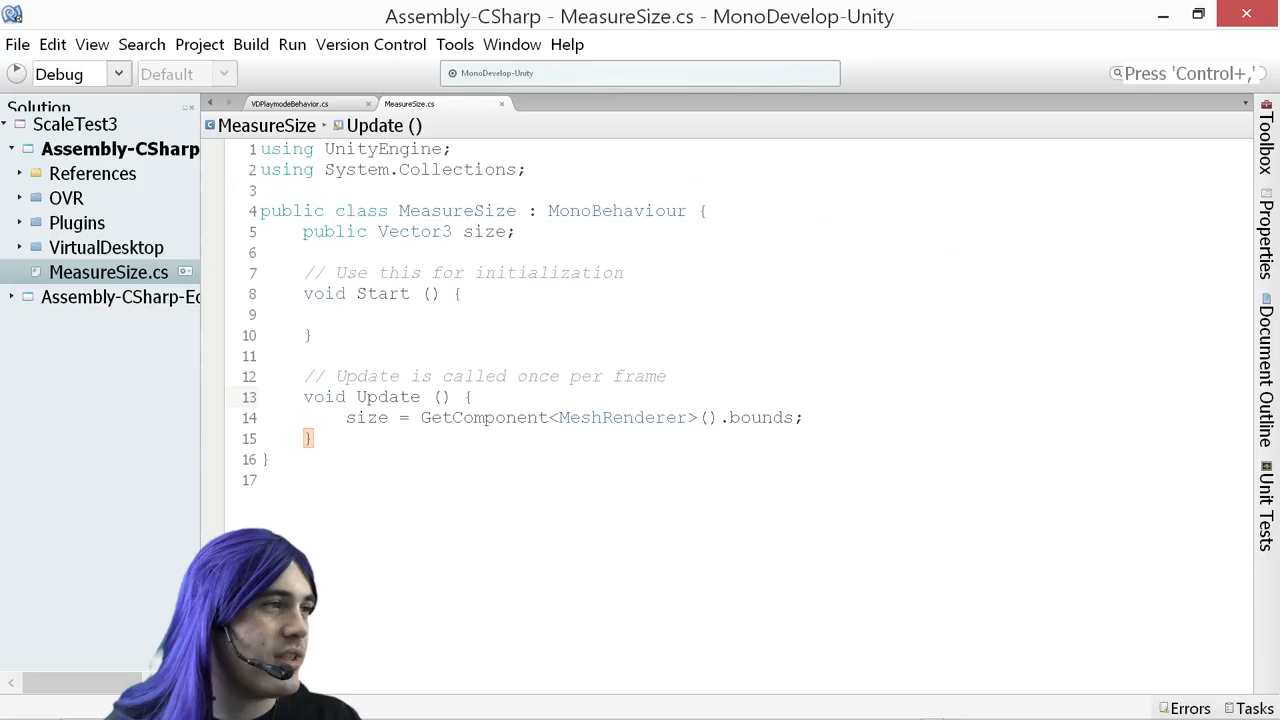 Assembly-CSharp - MeasureSize.cs - MonoDevelop-Unity
File Edit View Search Project Build Run Version Control Tools Window Help
Debug
Default
MonoDevelop-Unity
Press 'Control+,'
Solution
ScaleTest3
Assembly-CSharp
References
OVR
Plugins
VirtualDesktop
MeasureSize.cs
Assembly-CSharp-Ec
VDPlaymodeBehavior.cs
MeasureSize.cs
MeasureSize
Update ()
1 using UnityEngine;
2 using System.Collections;
3
4 public class MeasureSize : MonoBehaviour {
5 public Vector3 size;
6
7 // Use this for initialization
8 void Start () {
9
10 }
11
12 // Update is called once per frame
13 void Update () {
14 size = GetComponent<MeshRenderer>().bounds;
15 }
16 }
17
Toolbox
Properties
Document Outline
Unit Tests
Errors
Tasks